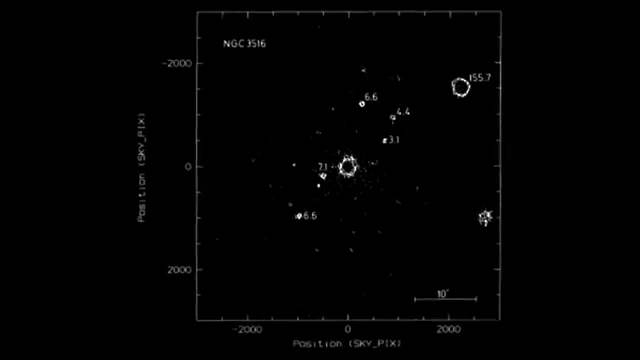 NGC 3516
-2000
155.7
6.6
4.4
3.1
0
7.1
6.5
2000
10'
-2000 0 2000
Position (SKY_PIX)
Position (SKY_PIX)